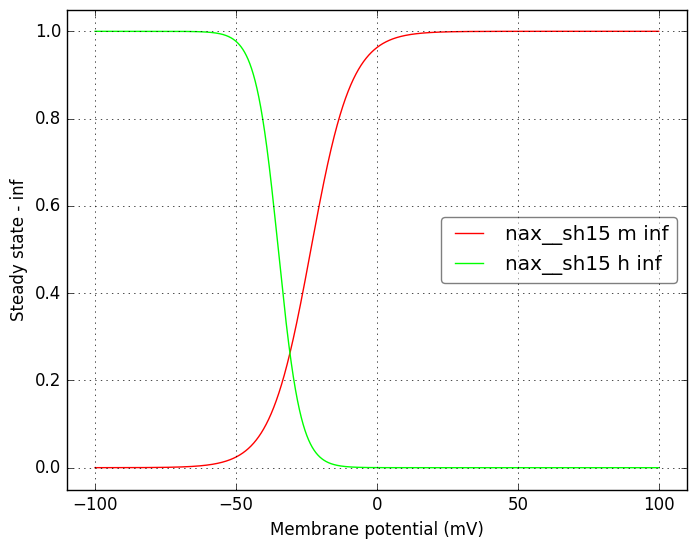 1.0
0.8
0.6
0.4
0.2
0.0
Steady state - inf
nax__sh15 m inf
nax__sh15 h inf
−100
−50
0
50
100
Membrane potential (mV)